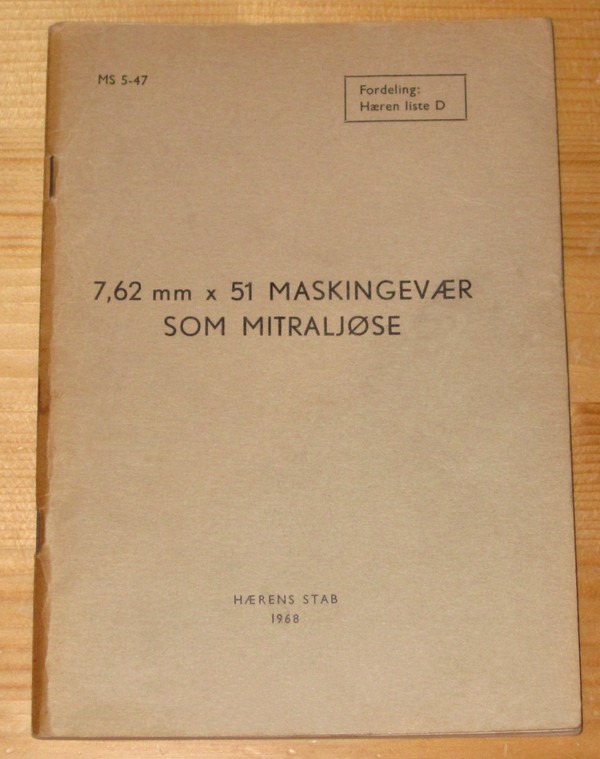 MS 5-47
Fordeling:
Hæren liste D
7,62 mm x 51 MASKINGEVÆR
SOM MITRALJØSE
HÆRENS STAB
1968